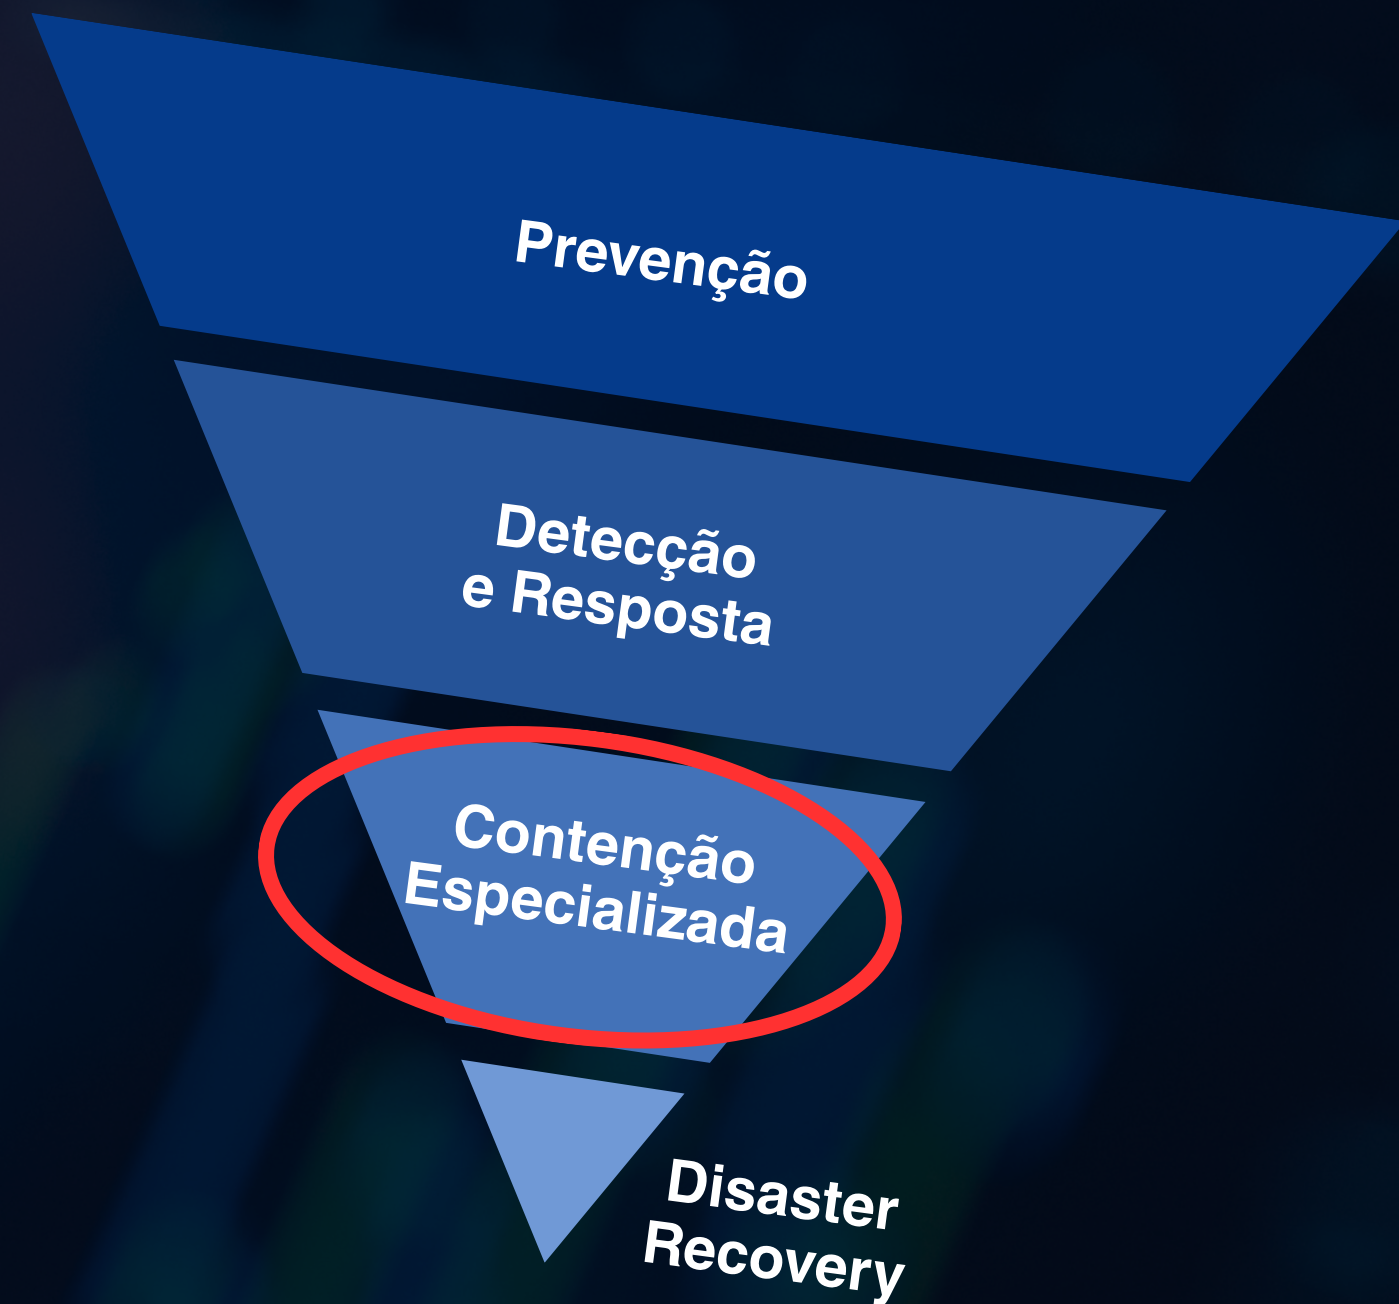 Prevenção
Detecção
e Resposta
Contenção
Especializada
Disaster
Recovery